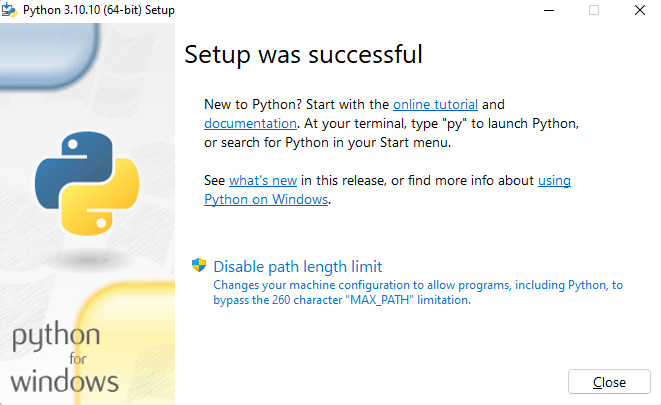 Python 3.10.10 (64-bit) Setup
Setup was successful
New to Python? Start with the online tutorial and
documentation. At your terminal, type "py" to launch Python,
or search for Python in your Start menu.
See what's new in this release, or find more info about using
Python on Windows.
Disable path length limit
Changes your machine configuration to allow programs, including Python, to
bypass the 260 character "MAX_PATH" limitation.
python
for
windows
Close